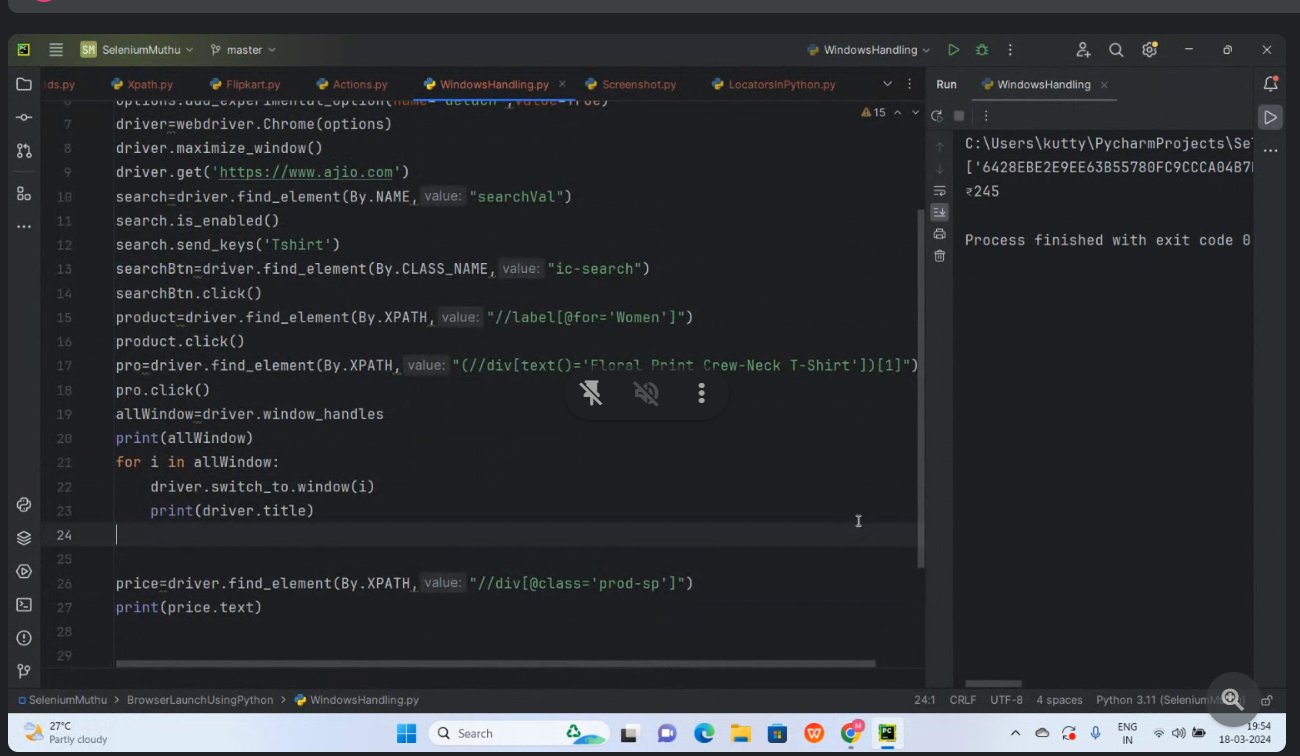 SM SeleniumMuthu master WindowsHandling
ds.py Xpath.py Flipkart.py Actions.py WindowsHandling.py Screenshot.py LocatorsInPython.py
Run WindowsHandling
15
7 driver=webdriver.Chrome(options)
8 driver.maximize_window()
9 driver.get('https://www.ajio.com')
10 search=driver.find_element(By.NAME, value: "searchVal")
11 search.is_enabled()
12 search.send_keys('Tshirt')
13 searchBtn=driver.find_element(By.CLASS_NAME, value: "ic-search")
14 searchBtn.click()
15 product=driver.find_element(By.XPATH, value: "//label[@for='Women']")
16 product.click()
17 pro=driver.find_element(By.XPATH, value: "(//div[text()='Floral Print Crew-Neck T-Shirt'])[1]")
18 pro.click()
19 allWindow=driver.window_handles
20 print(allWindow)
21 for i in allWindow:
22 driver.switch_to.window(i)
23 print(driver.title)
24
25
26 price=driver.find_element(By.XPATH, value: "//div[@class='prod-sp']")
27 print(price.text)
28
29
C:\Users\kutty\PycharmProjects\Se
['6428EBE2E9EE63B55780FC9CCCA04B7
₹245
Process finished with exit code 0
SeleniumMuthu > BrowserLaunchUsingPython > WindowsHandling.py
24:1 CRLF UTF-8 4 spaces Python 3.11 (Selenium
27°C
Partly cloudy
Search
ENG
IN
19:54
18-03-2024